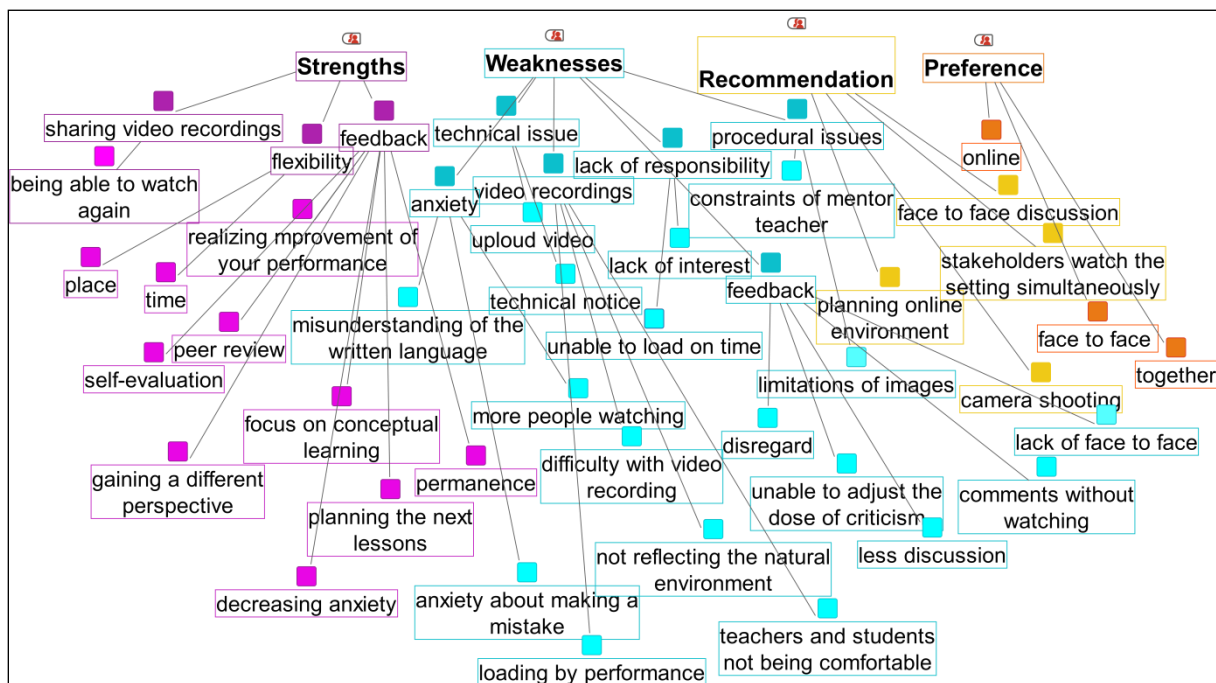 Strengths
Weaknesses
Recommendation
Preference
sharing video recordings
flexibility
feedback
technical issue
lack of responsibility
procedural issues
online
being able to watch
again
anxiety
video recordings
constraints of mentor
teacher
face to face discussion
realizing mprovement of
your performance
uploud video
lack of interest
feedback
stakeholders watch the
setting simultaneously
place
time
technical notice
planning online
environment
misunderstanding of the
written language
unable to load on time
face to face
together
peer review
self-evaluation
limitations of images
camera shooting
focus on conceptual
learning
more people watching
disregard
lack of face to face
gaining a different
perspective
permanence
difficulty with video
recording
unable to adjust the
dose of criticism
comments without
watching
planning the next
lessons
not reflecting the natural
environment
less discussion
decreasing anxiety
anxiety about making a
mistake
teachers and students
not being comfortable
loading by performance